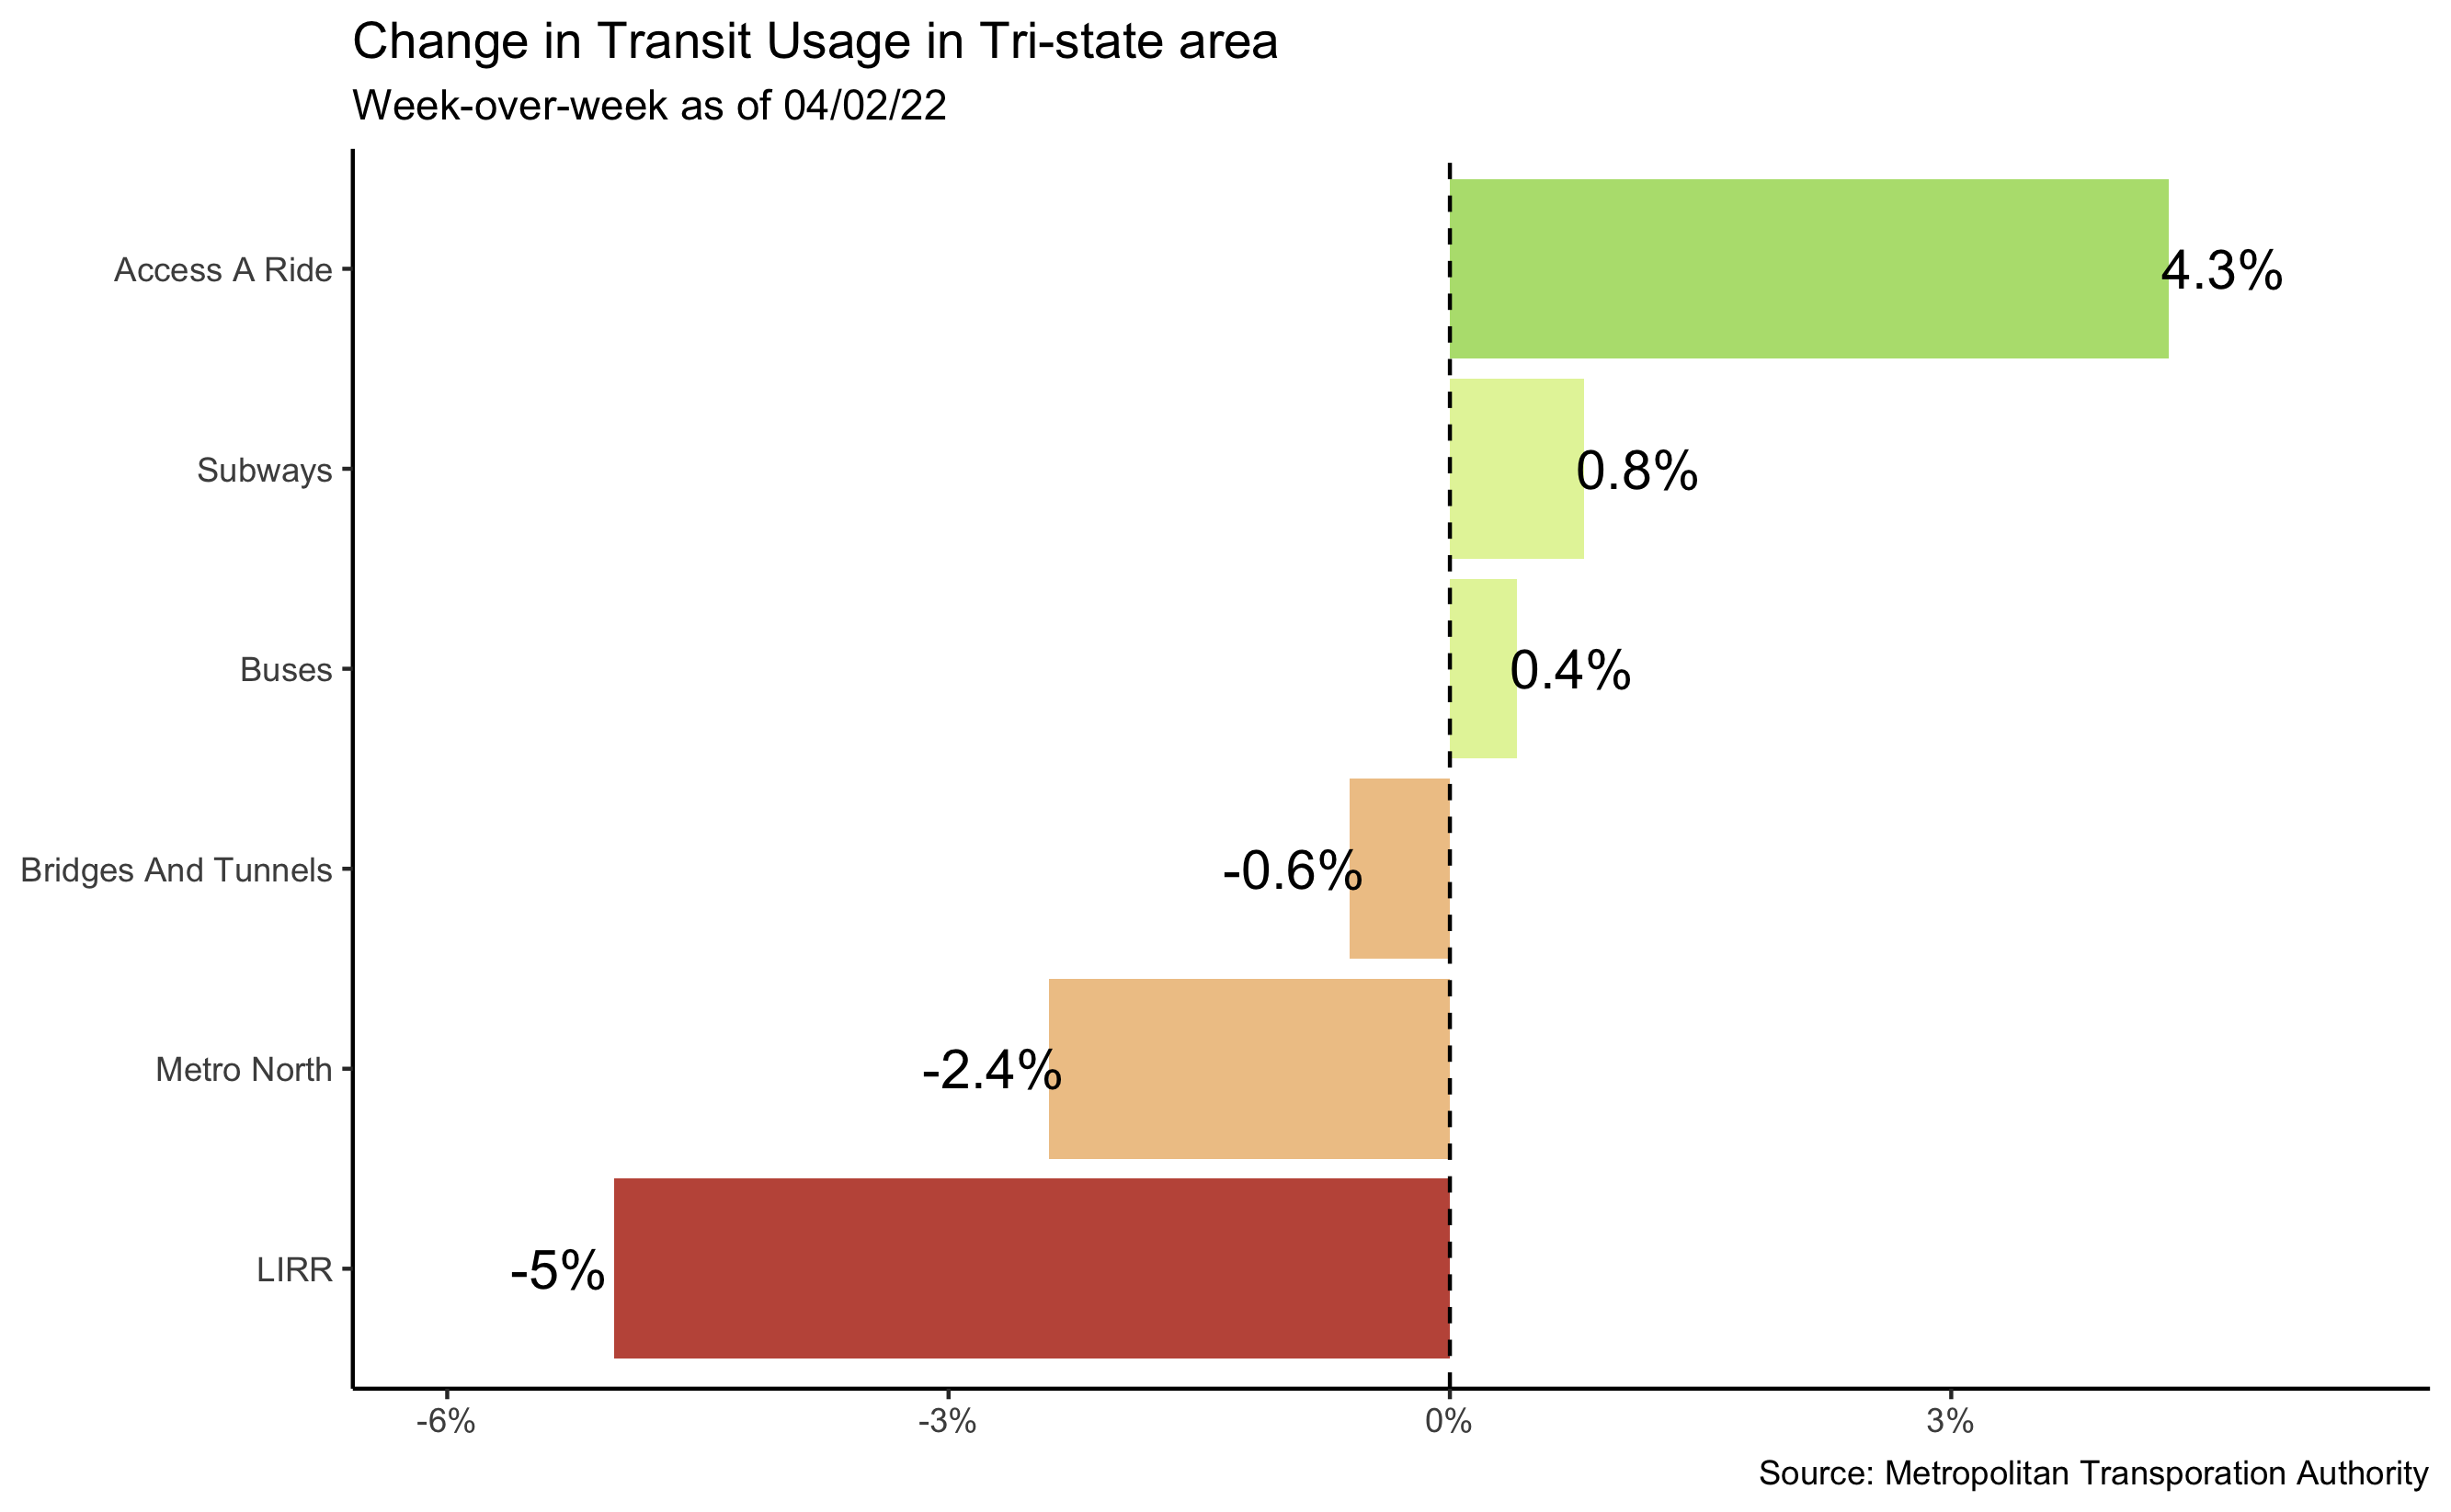 Change in Transit Usage in Tri-state area
Week-over-week as of 04/02/22
Access A Ride
4.3%
Subways
0.8%
Buses
0.4%
Bridges And Tunnels
-0.6%
Metro North
-2.4%
LIRR
-5%
-6%
-3%
0%
3%
Source: Metropolitan Transporation Authority